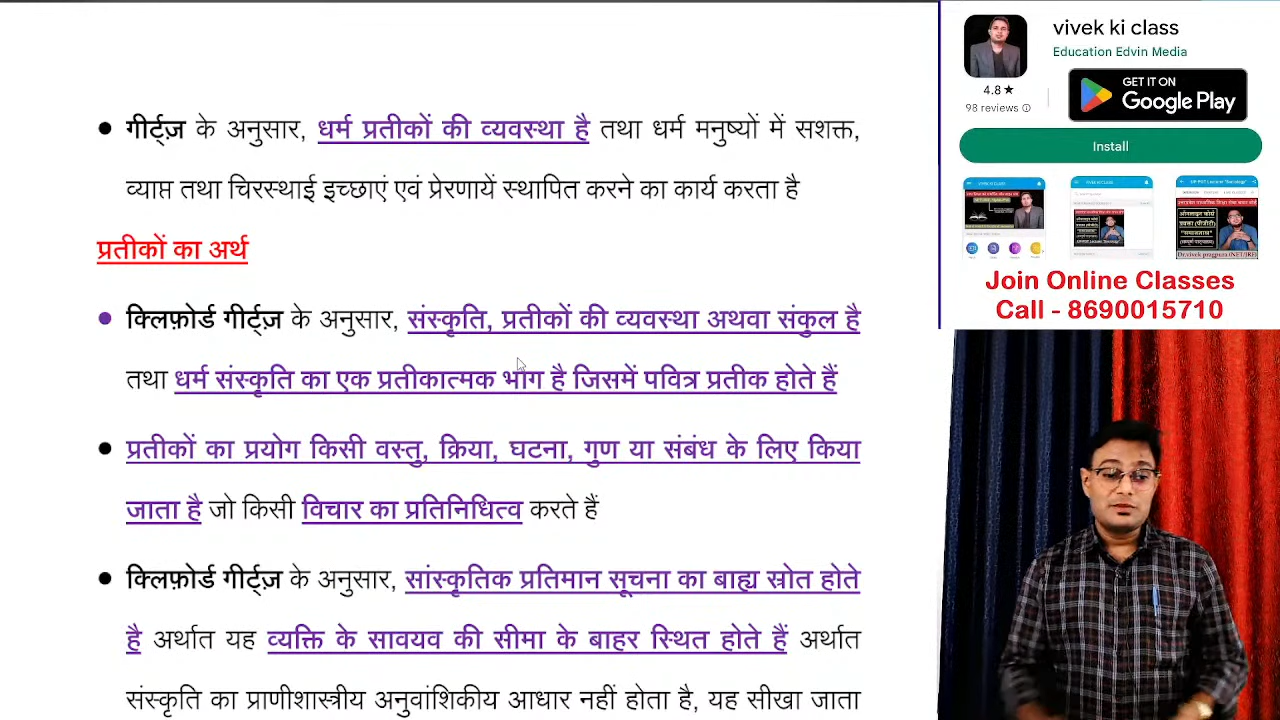 गीर्ट्ज़ के अनुसार, धर्म प्रतीकों की व्यवस्था है तथा धर्म मनुष्यों में सशक्त,
व्याप्त तथा चिरस्थाई इच्छाएं एवं प्रेरणायें स्थापित करने का कार्य करता है
प्रतीकों का अर्थ
क्लिफ़ोर्ड गीर्ट्ज़ के अनुसार, संस्कृति, प्रतीकों की व्यवस्था अथवा संकुल है
तथा धर्म संस्कृति का एक प्रतीकात्मक भाग है जिसमें पवित्र प्रतीक होते हैं
प्रतीकों का प्रयोग किसी वस्तु, क्रिया, घटना, गुण या संबंध के लिए किया
जाता है जो किसी विचार का प्रतिनिधित्व करते हैं
क्लिफ़ोर्ड गीर्ट्ज़ के अनुसार, सांस्कृतिक प्रतिमान सूचना का बाह्य स्रोत होते
है अर्थात यह व्यक्ति के सावयव की सीमा के बाहर स्थित होते हैं अर्थात
संस्कृति का प्राणीशास्त्रीय अनुवांशिकीय आधार नहीं होता है, यह सीखा जाता
vivek ki class
Education Edvin Media
4.8★
98 reviews
GET IT ON
Google Play
Install
Join Online Classes
Call - 8690015710